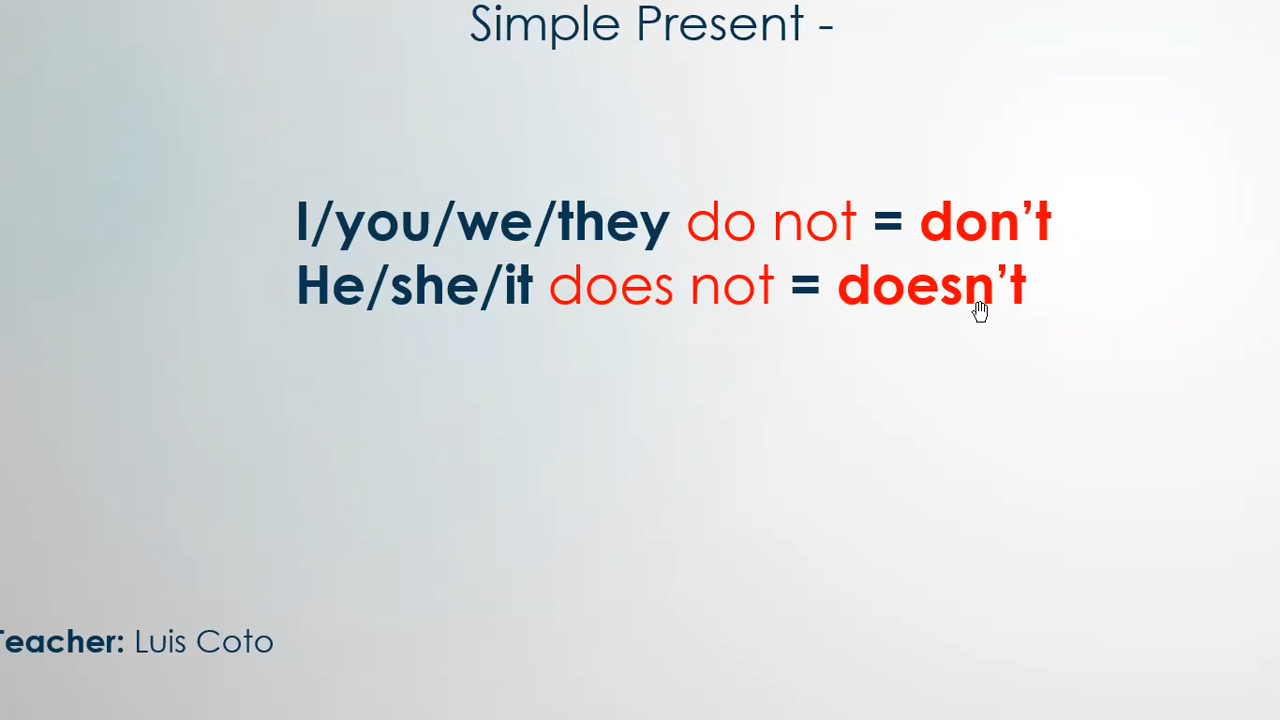 Simple Present -
I/you/we/they do not = don’t
He/she/it does not = doesn’t
Teacher: Luis Coto